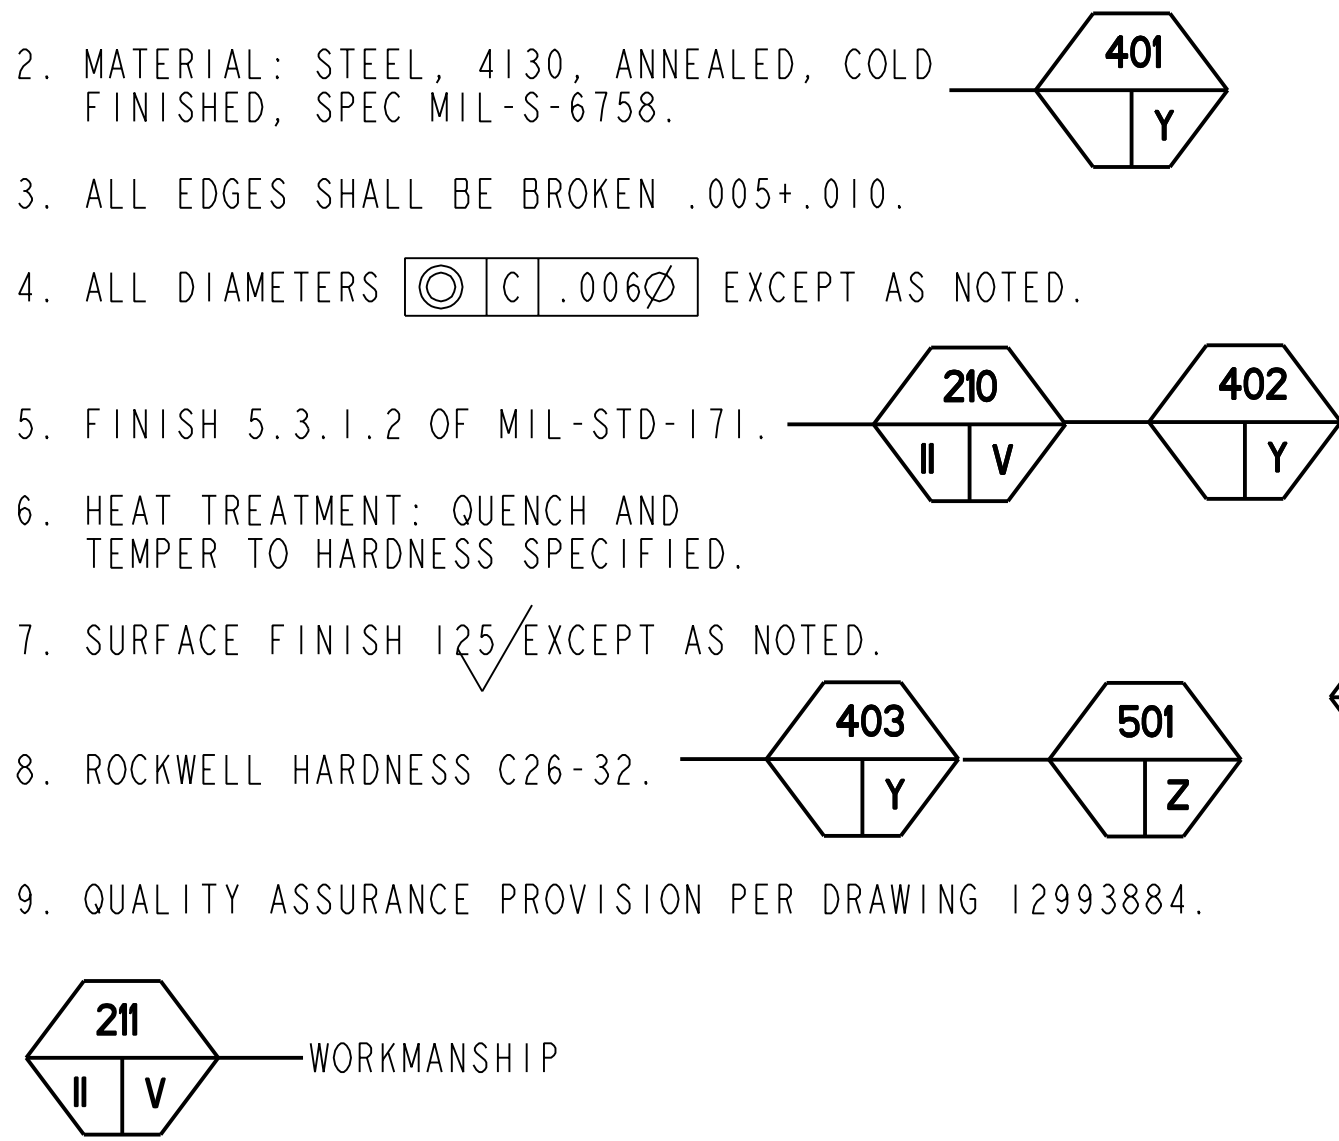 2. MATERIAL: STEEL, 4130, ANNEALED, COLD
FINISHED, SPEC MIL-S-6758.
401
Y
3. ALL EDGES SHALL BE BROKEN .005+.010.
4. ALL DIAMETERS ◎ C .006⌀ EXCEPT AS NOTED.
5. FINISH 5.3.1.2 OF MIL-STD-171.
210
II V
402
Y
6. HEAT TREATMENT: QUENCH AND
TEMPER TO HARDNESS SPECIFIED.
7. SURFACE FINISH 125 EXCEPT AS NOTED.
8. ROCKWELL HARDNESS C26-32.
403
Y
501
Z
9. QUALITY ASSURANCE PROVISION PER DRAWING 12993884.
211
II V
WORKMANSHIP